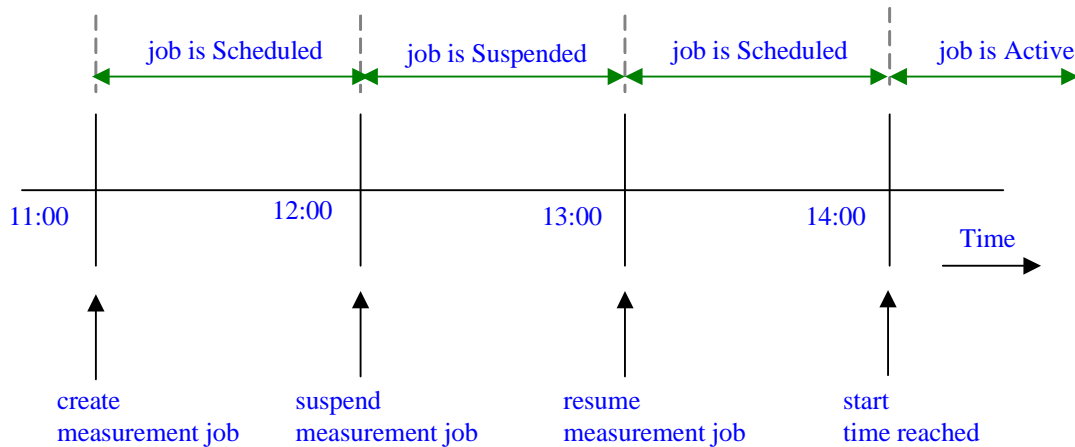 job is Scheduled
job is Suspended
job is Scheduled
job is Active
11:00
12:00
13:00
14:00
Time
create
measurement job
suspend
measurement job
resume
measurement job
start
time reached